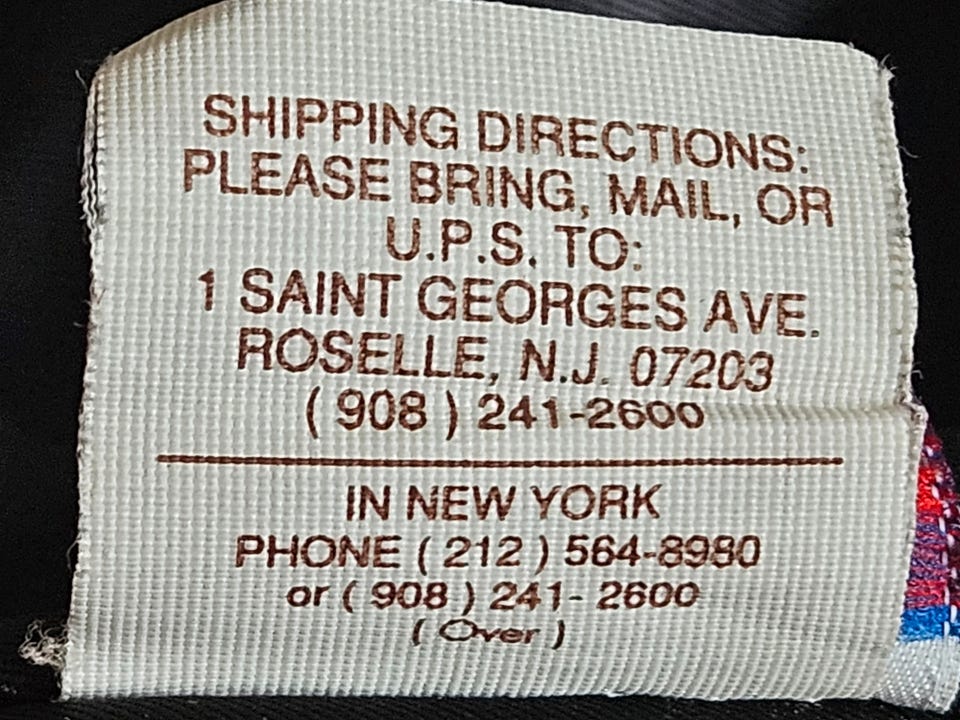 SHIPPING DIRECTIONS:
PLEASE BRING, MAIL, OR
U.P.S. TO:
1 SAINT GEORGES AVE.
ROSELLE, N.J. 07203
( 908 ) 241-2600
IN NEW YORK
PHONE ( 212 ) 564-8980
or ( 908 ) 241- 2600
( Over )